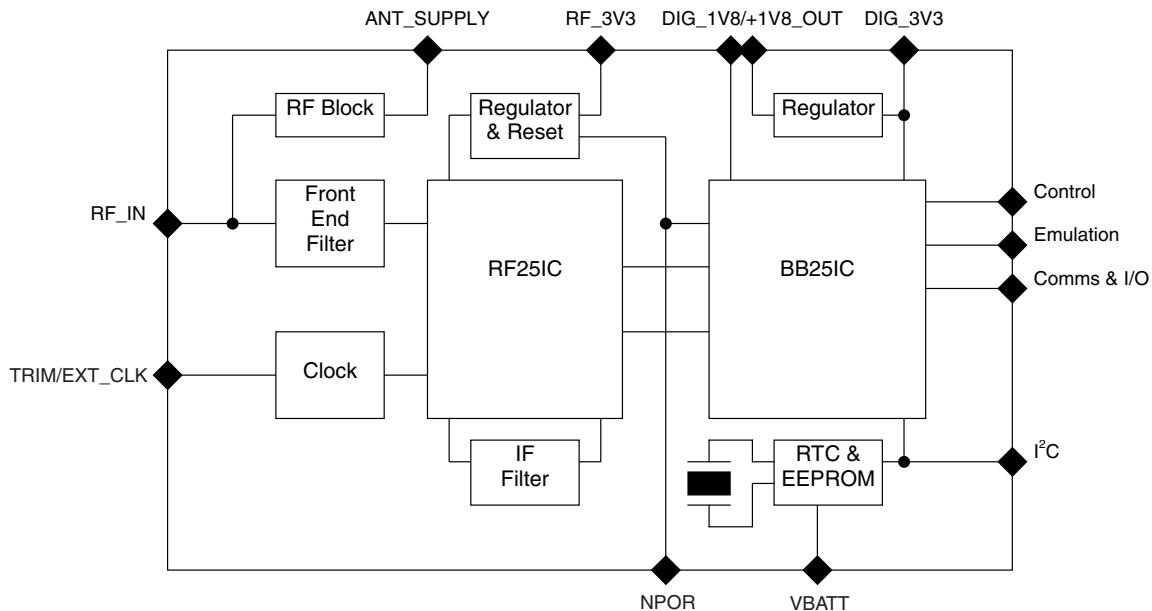 ANT_SUPPLY
RF_3V3
DIG_1V8/+1V8_OUT
DIG_3V3
RF Block
Regulator
& Reset
Regulator
RF_IN
Front
End
Filter
RF25IC
BB25IC
Control
Emulation
Comms & I/O
TRIM/EXT_CLK
Clock
IF
Filter
RTC &
EEPROM
I²C
NPOR
VBATT